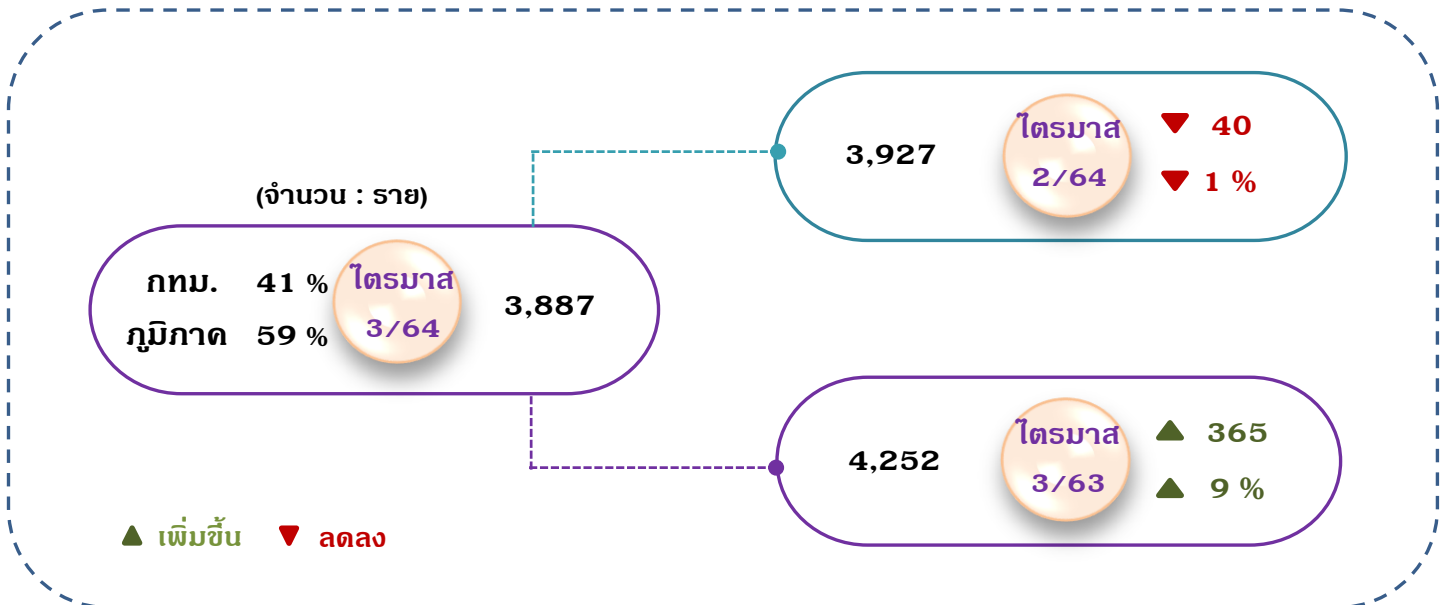 (จำนวน : ราย)
กทม. 41 %
ภูมิภาค 59 %
ไตรมาส
3/64
3,887
3,927
ไตรมาส
2/64
▼ 40
▼ 1 %
4,252
ไตรมาส
3/63
▲ 365
▲ 9 %
▲ เพิ่มขึ้น ▼ ลดลง